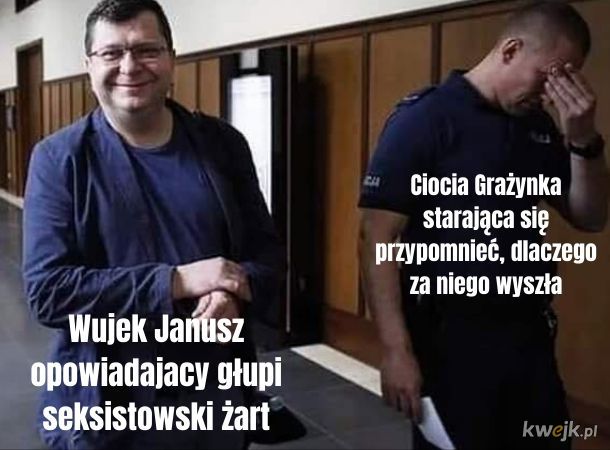 Ciocia Grażynka
starająca się
przypomnieć, dlaczego
za niego wyszła
Wujek Janusz
opowiadajacy głupi
seksistowski żart
kwejk.pl